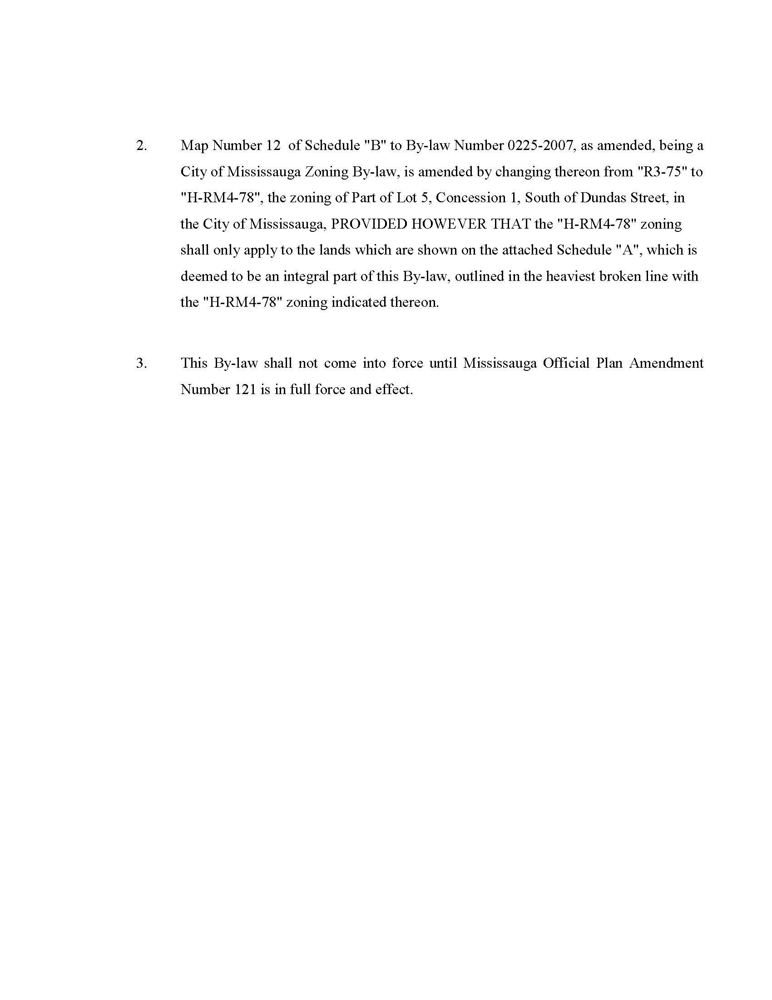 2. Map Number 12  of Schedule "B" to By-law Number 0225-2007, as amended, being a
City of Mississauga Zoning By-law, is amended by changing thereon from "R3-75" to
"H-RM4-78", the zoning of Part of Lot 5, Concession 1, South of Dundas Street, in
the City of Mississauga, PROVIDED HOWEVER THAT the "H-RM4-78" zoning
shall only apply to the lands which are shown on the attached Schedule "A", which is
deemed to be an integral part of this By-law, outlined in the heaviest broken line with
the "H-RM4-78" zoning indicated thereon.
3. This By-law shall not come into force until Mississauga Official Plan Amendment
Number 121 is in full force and effect.